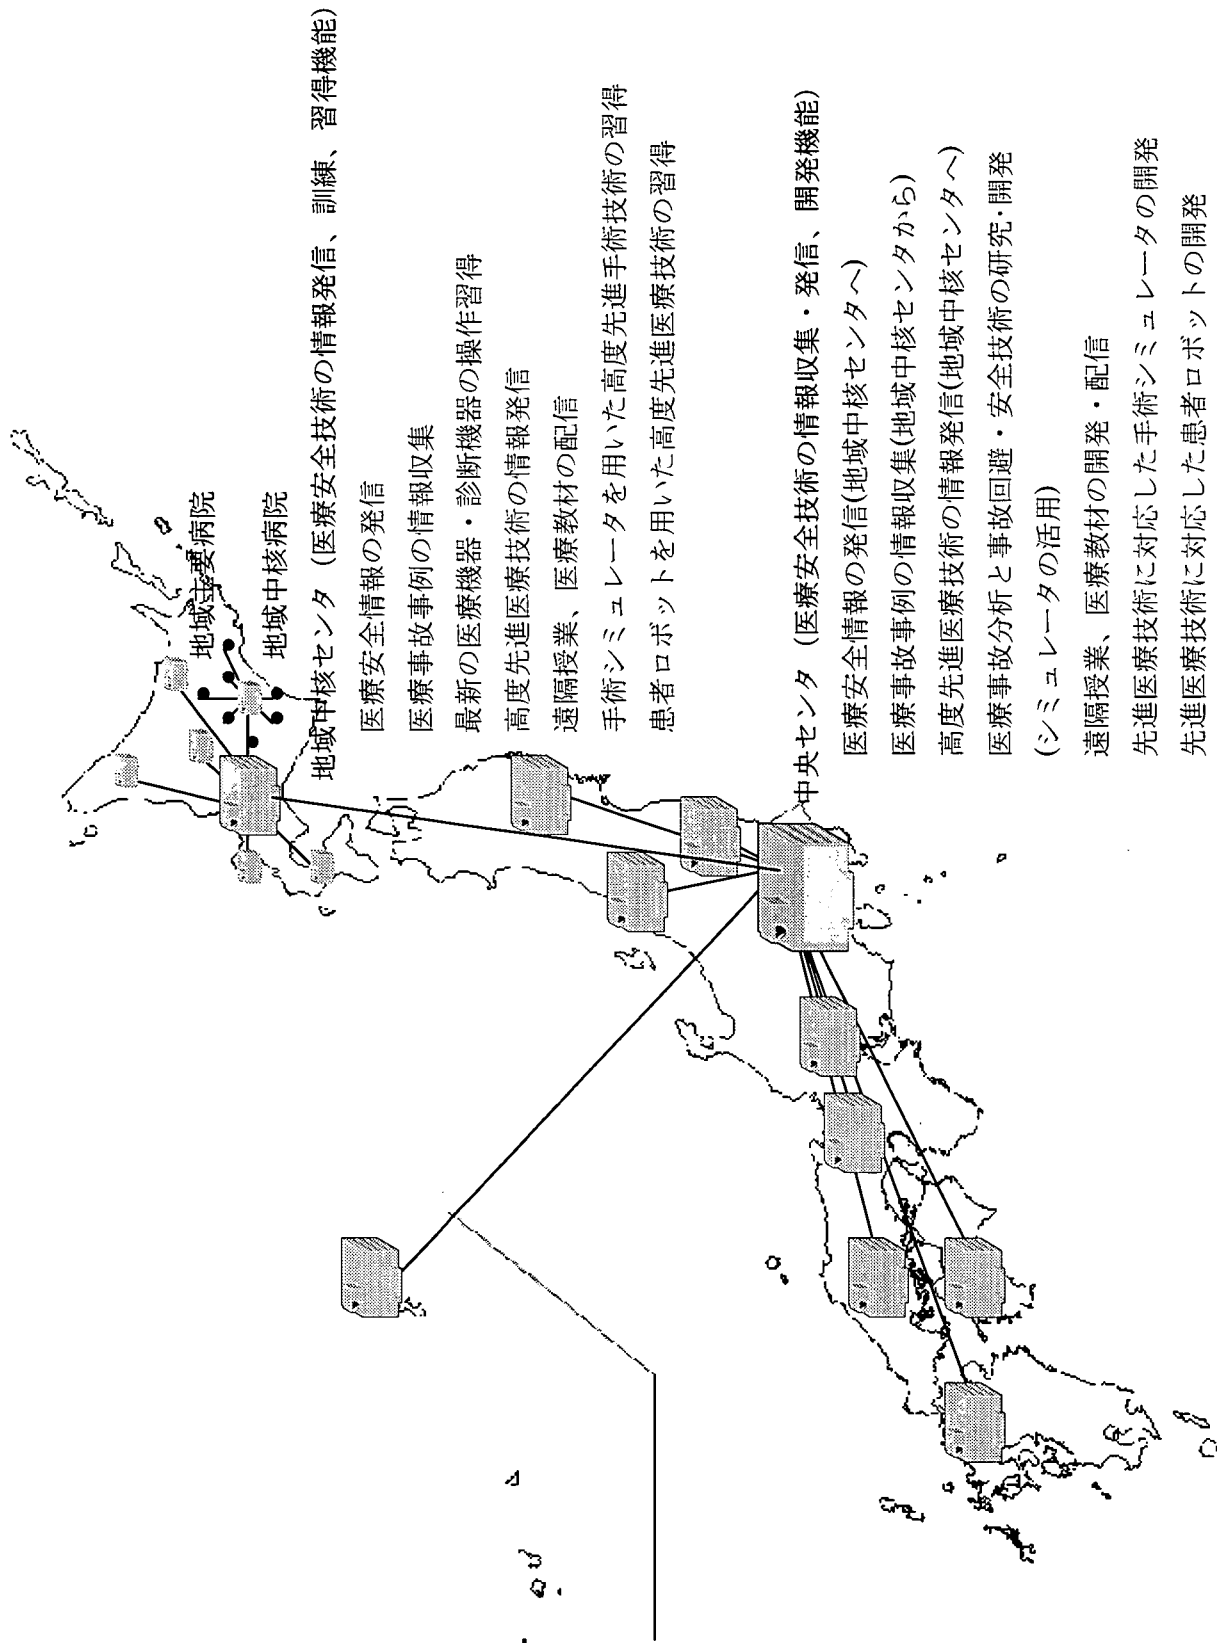 地域主要病院
地域中核病院
地域中核センタ (医療安全技術の情報発信、訓練、習得機能)
医療安全情報の発信
医療事故事例の情報収集
最新の医療機器・診断機器の操作習得
高度先進医療技術の情報発信
遠隔授業、医療教材の配信
手術シミュレータを用いた高度先進手術技術の習得
患者ロボットを用いた高度先進医療技術の習得
中央センタ (医療安全技術の情報収集・発信、開発機能)
医療安全情報の発信(地域中核センタへ)
医療事故事例の情報収集(地域中核センタから)
高度先進医療技術の情報発信(地域中核センタへ)
医療事故分析と事故回避・安全技術の研究・開発
(シミュレータの活用)
遠隔授業、医療教材の開発・配信
先進医療技術に対応した手術シミュレータの開発
先進医療技術に対応した患者ロボットの開発